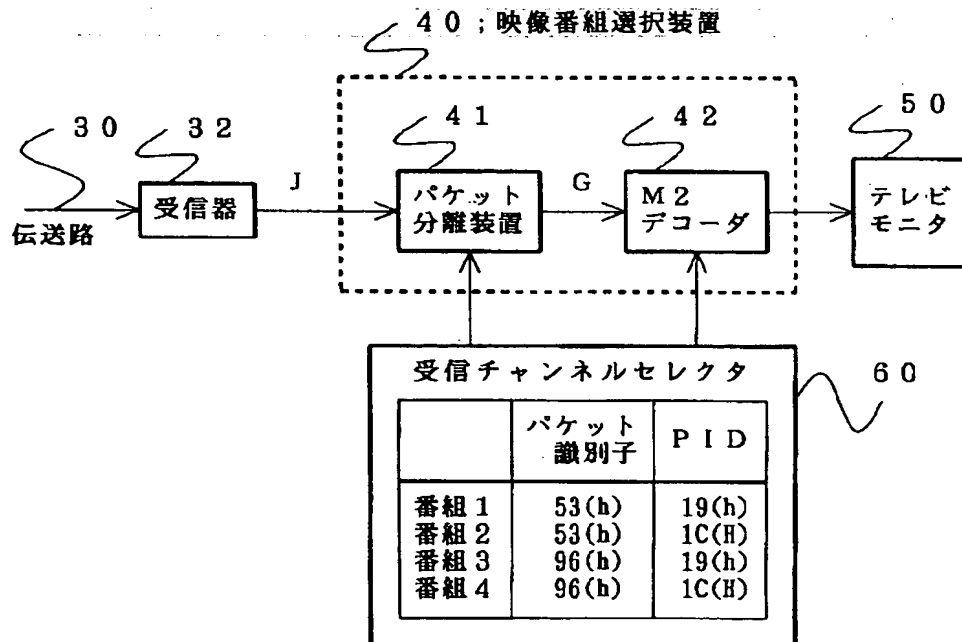 40;映像番組選択装置
30
32
41
42
50
J
G
伝送路
受信器
パケット
分離装置
M2
デコーダ
テレビ
モニタ
受信チャンネルセレクタ
60
パケット
識別子
PID
番組1 53(h) 19(h)
番組2 53(h) 1C(H)
番組3 96(h) 19(h)
番組4 96(h) 1C(H)